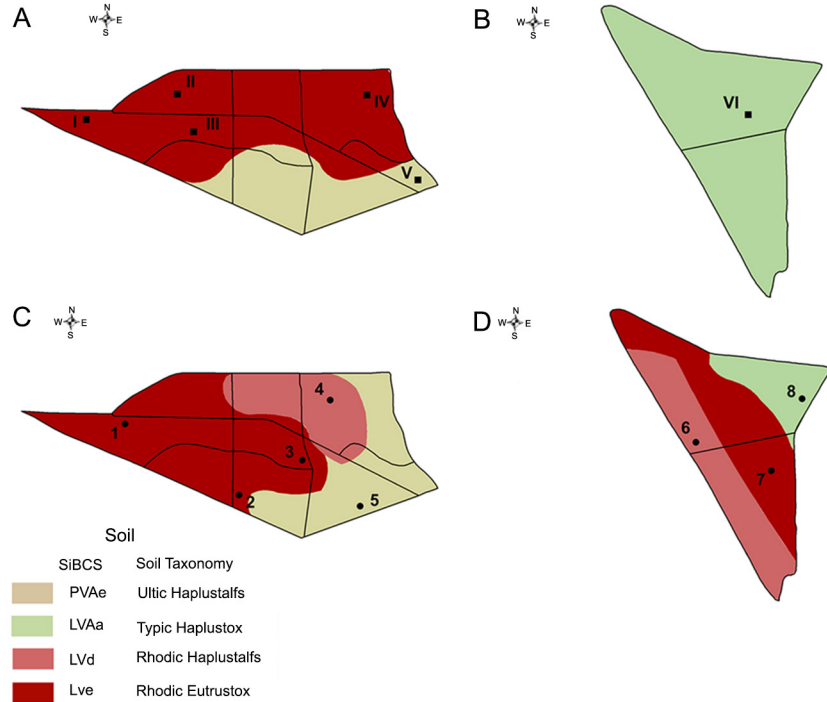 A
N
W E
S
B
N
W E
S
II
IV
I
III
V
VI
C
N
W E
S
D
N
W E
S
4
1
3
2
5
8
6
7
Soil
SiBCS Soil Taxonomy
PVAe Ultic Haplustalfs
LVAa Typic Haplustox
LVd Rhodic Haplustalfs
Lve Rhodic Eutrustox